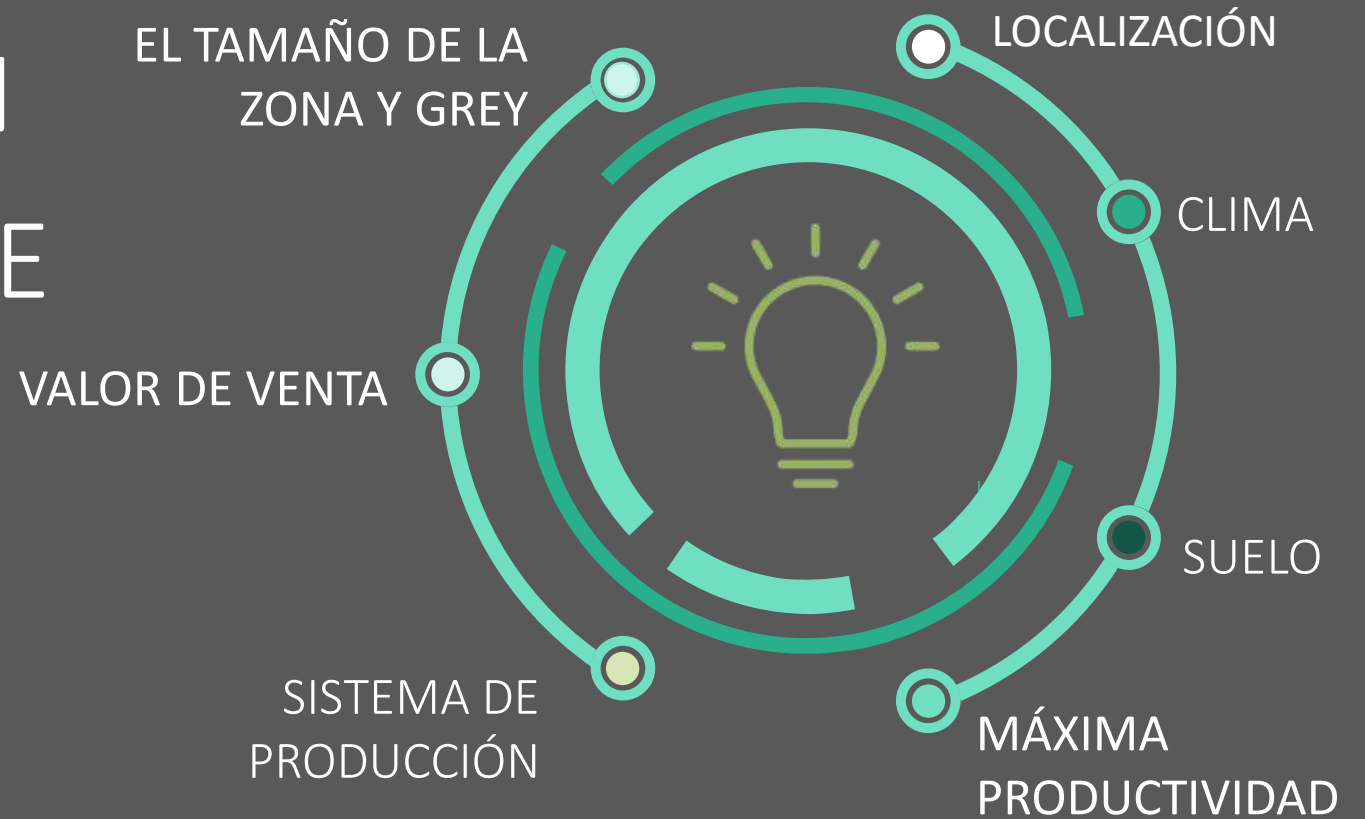 EL TAMAÑO DE LA
ZONA Y GREY
VALOR DE VENTA
SISTEMA DE
PRODUCCIÓN
LOCALIZACIÓN
CLIMA
SUELO
MÁXIMA
PRODUCTIVIDAD